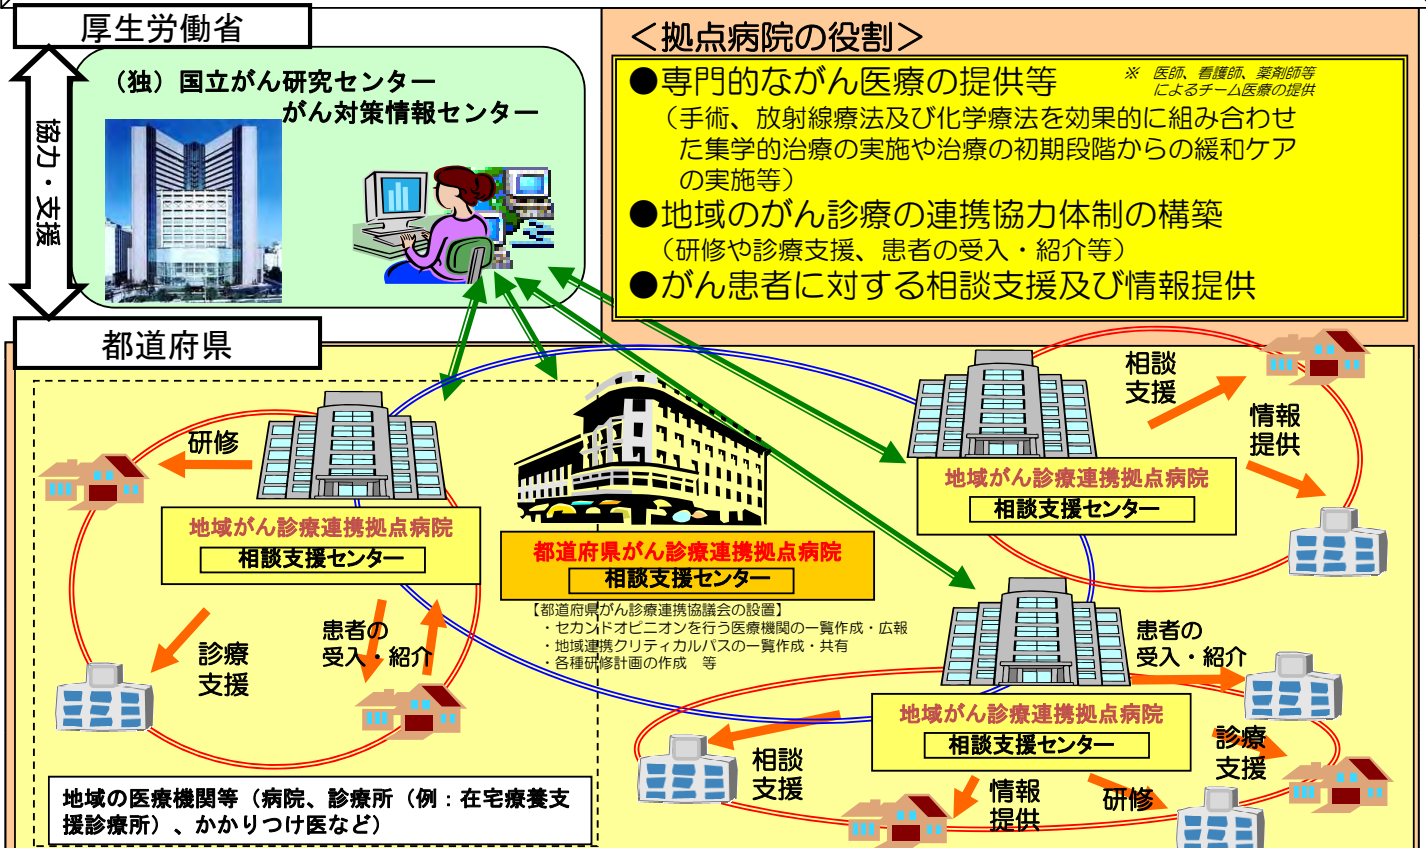 厚生労働省
協力・支援
(独)国立がん研究センター
がん対策情報センター
<拠点病院の役割>
●専門的ながん医療の提供等
※ 医師、看護師、薬剤師等
によるチーム医療の提供
(手術、放射線療法及び化学療法を効果的に組み合わせ
た集学的治療の実施や治療の初期段階からの緩和ケア
の実施等)
●地域のがん診療の連携協力体制の構築
(研修や診療支援、患者の受入・紹介等)
●がん患者に対する相談支援及び情報提供
都道府県
研修
地域がん診療連携拠点病院
相談支援センター
診療
支援
患者の
受入・紹介
地域の医療機関等(病院、診療所(例:在宅療養支
援診療所)、かかりつけ医など)
都道府県がん診療連携拠点病院
相談支援センター
【都道府県がん診療連携協議会の設置】
・セカンドオピニオンを行う医療機関の一覧作成・広報
・地域連携クリティカルパスの一覧作成・共有
・各種研修計画の作成 等
相談
支援
情報
提供
地域がん診療連携拠点病院
相談支援センター
患者の
受入・紹介
地域がん診療連携拠点病院
相談支援センター
診療
支援
相談
支援
情報
提供
研修